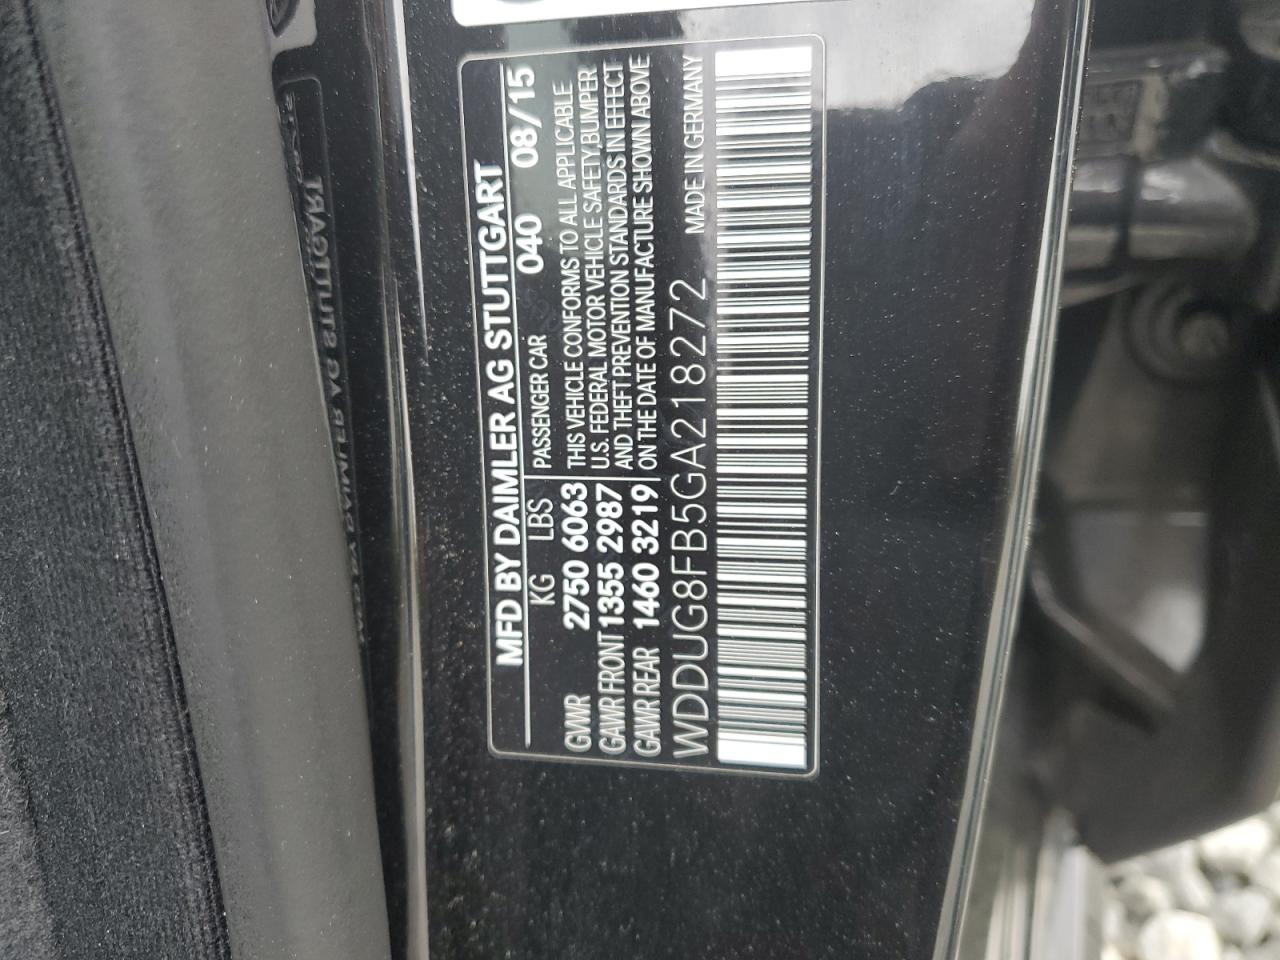 MFD BY DAIMLER AG STUTTGART
KG LBS PASSENGER CAR 040 08/15
GWR 2750 6063 THIS VEHICLE CONFORMS TO ALL APPLICABLE
GAWR FRONT 1355 2987 U.S. FEDERAL MOTOR VEHICLE SAFETY,BUMPER
AND THEFT PREVENTION STANDARDS IN EFFECT
GAWR REAR 1460 3219 ON THE DATE OF MANUFACTURE SHOWN ABOVE
WDDUG8FB5GA218272 MADE IN GERMANY